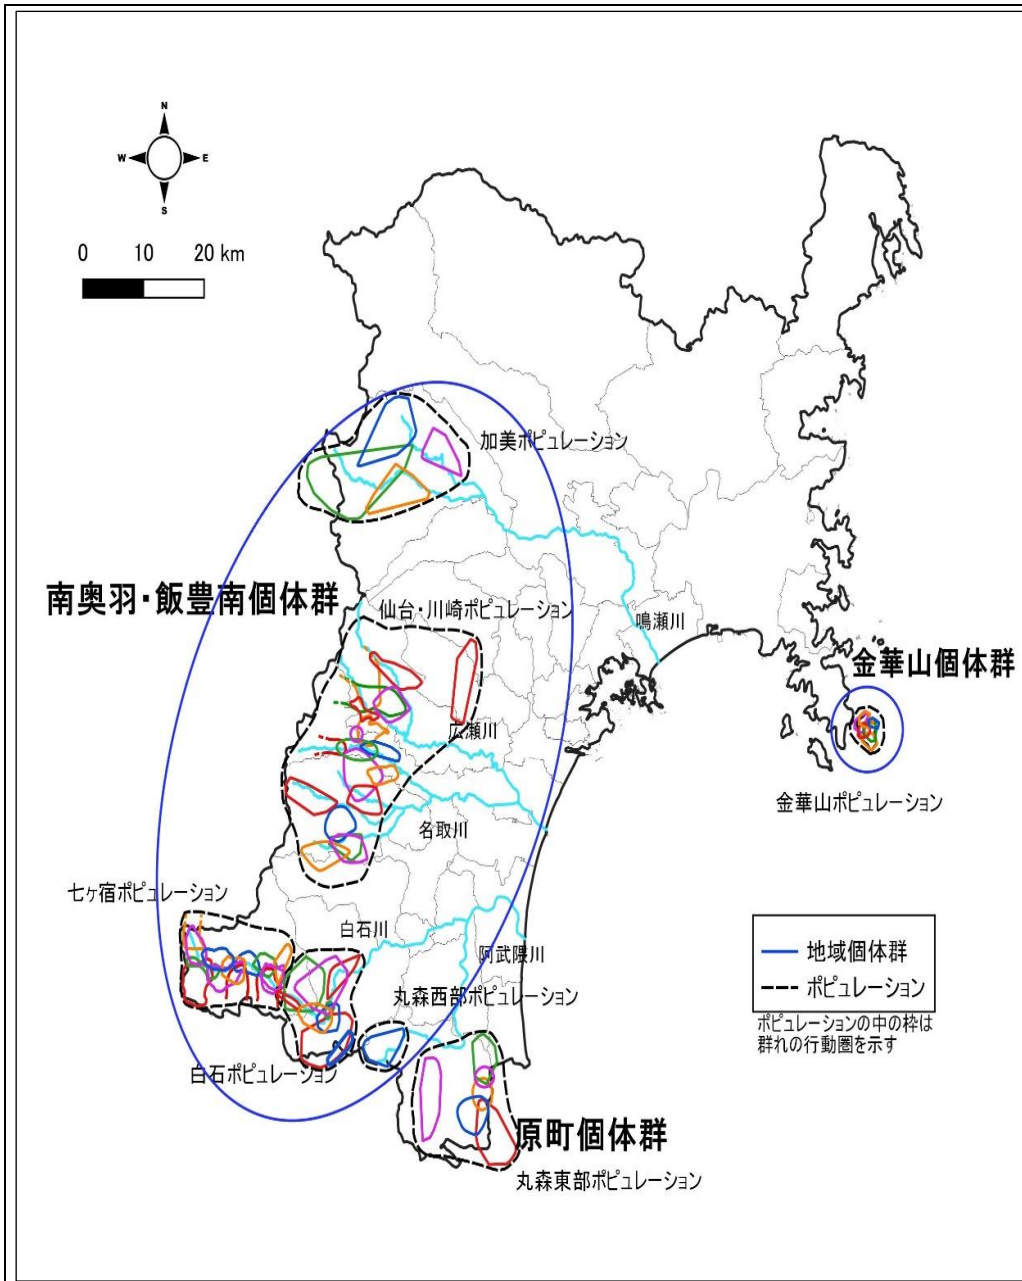 N
W E
S
0 10 20 km
加美ポピュレーション
南奥羽・飯豊南個体群
仙台・川崎ポピュレーション
鳴瀬川
金華山個体群
広瀬川
金華山ポピュレーション
名取川
七ヶ宿ポピュレーション
白石川
阿武隈川
地域個体群
丸森西部ポピュレーション
ポピュレーション
ポピュレーションの中の枠は
群れの行動圏を示す
白石ポピュレーション
原町個体群
丸森東部ポピュレーション